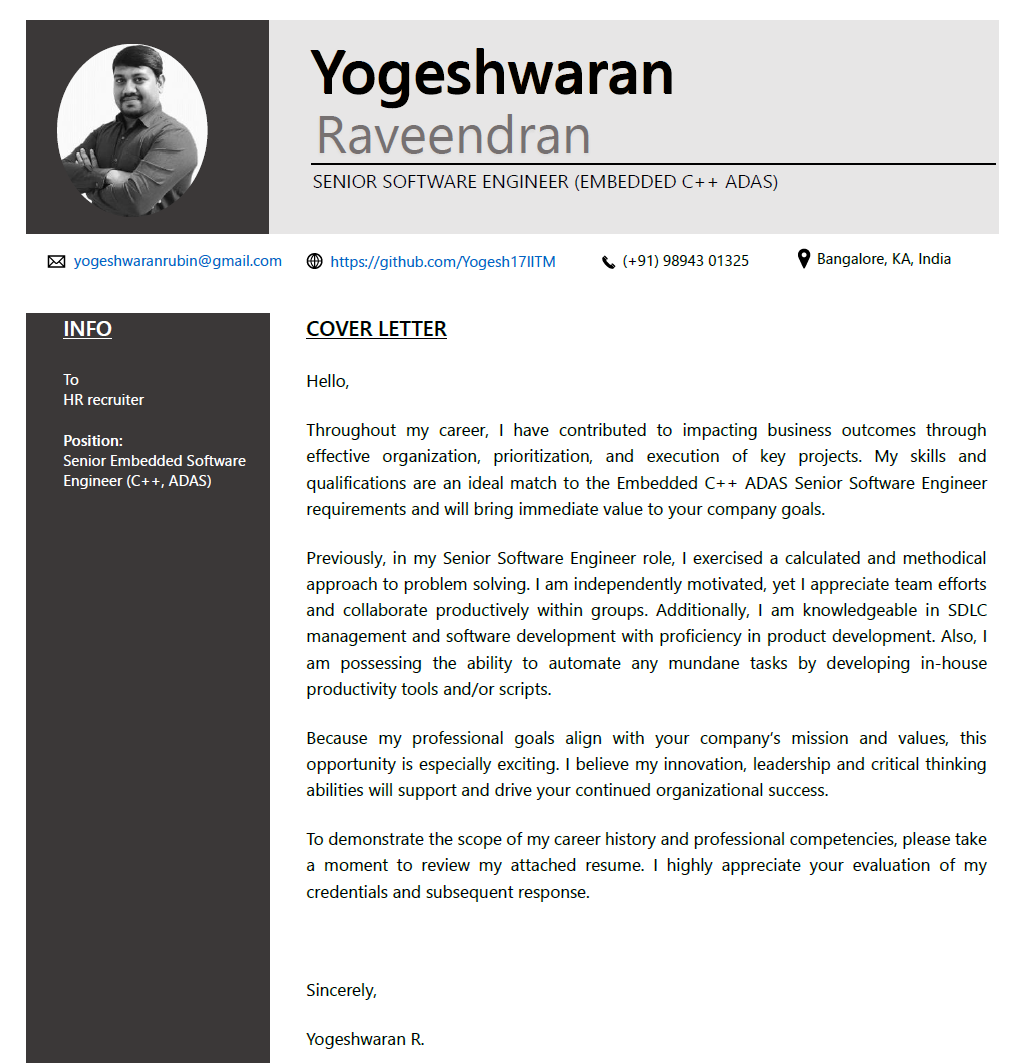 Yogeshwaran
Raveendran
SENIOR SOFTWARE ENGINEER (EMBEDDED C++ ADAS)
yogeshwaranrubin@gmail.com
https://github.com/Yogesh17IITM
(+91) 98943 01325
Bangalore, KA, India
INFO
To
HR recruiter
Position:
Senior Embedded Software
Engineer (C++, ADAS)
COVER LETTER
Hello,
Throughout my career, I have contributed to impacting business outcomes through
effective organization, prioritization, and execution of key projects. My skills and
qualifications are an ideal match to the Embedded C++ ADAS Senior Software Engineer
requirements and will bring immediate value to your company goals.
Previously, in my Senior Software Engineer role, I exercised a calculated and methodical
approach to problem solving. I am independently motivated, yet I appreciate team efforts
and collaborate productively within groups. Additionally, I am knowledgeable in SDLC
management and software development with proficiency in product development. Also, I
am possessing the ability to automate any mundane tasks by developing in-house
productivity tools and/or scripts.
Because my professional goals align with your company’s mission and values, this
opportunity is especially exciting. I believe my innovation, leadership and critical thinking
abilities will support and drive your continued organizational success.
To demonstrate the scope of my career history and professional competencies, please take
a moment to review my attached resume. I highly appreciate your evaluation of my
credentials and subsequent response.
Sincerely,
Yogeshwaran R.